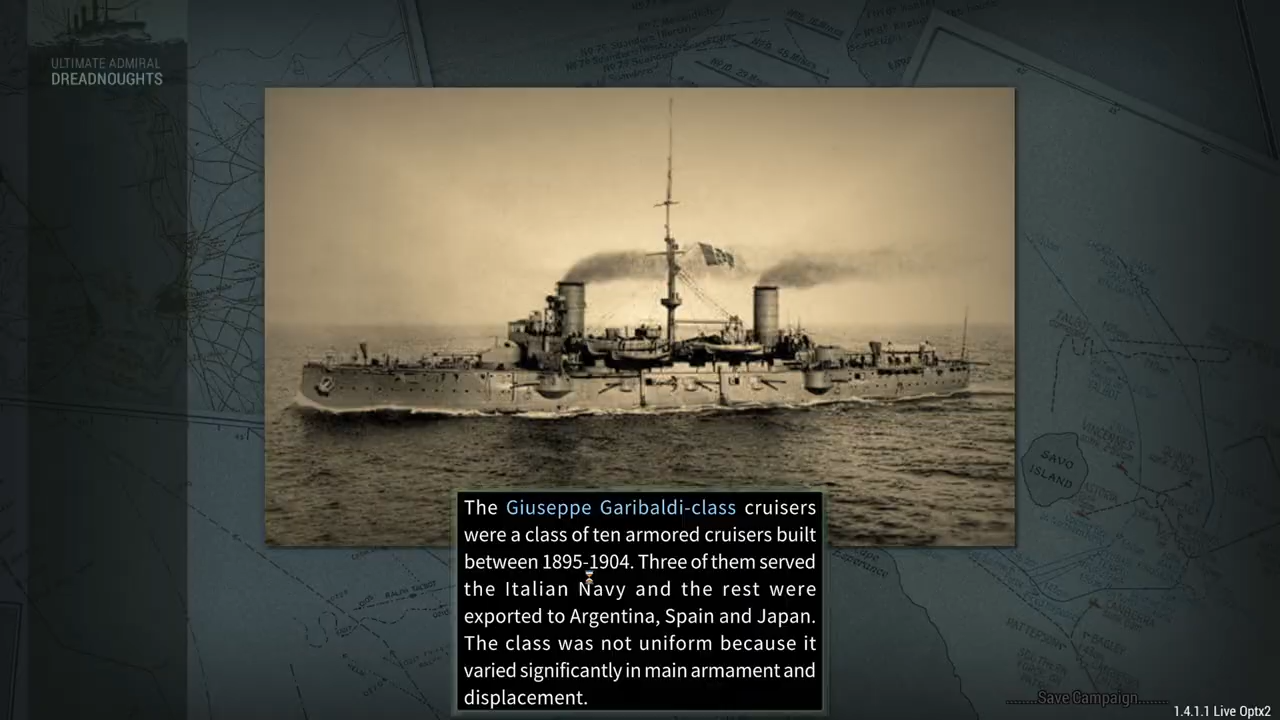 ULTIMATE ADMIRAL
DREADNOUGHTS
The Giuseppe Garibaldi-class cruisers
were a class of ten armored cruisers built
between 1895-1904. Three of them served
the Italian Navy and the rest were
exported to Argentina, Spain and Japan.
The class was not uniform because it
varied significantly in main armament and
displacement.
SAVO
ISLAND
.........Save Campaign.........
1.4.1.1 Live Optx2